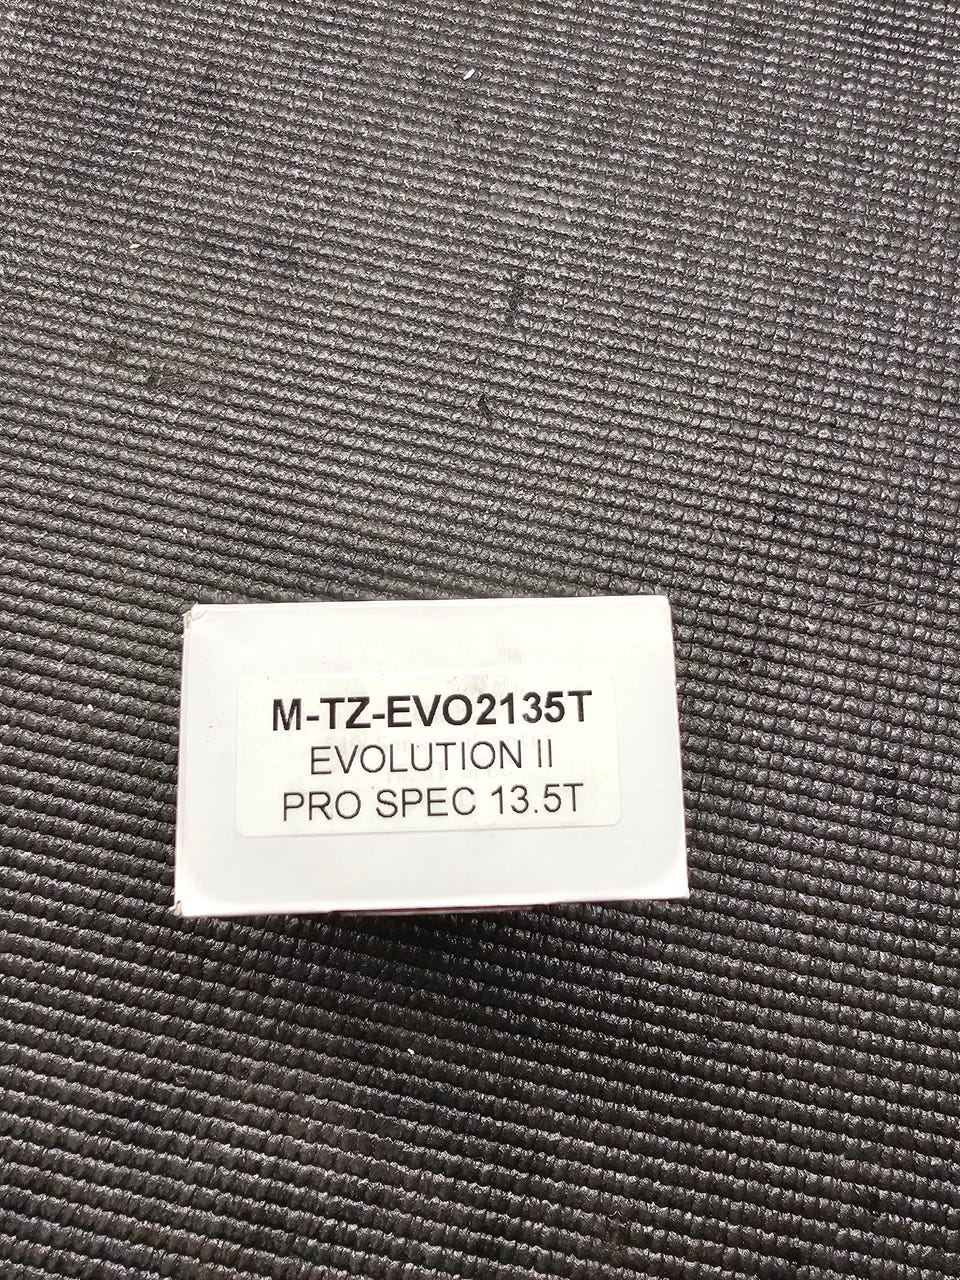 M-TZ-EVO2135T
EVOLUTION II
PRO SPEC 13.5T